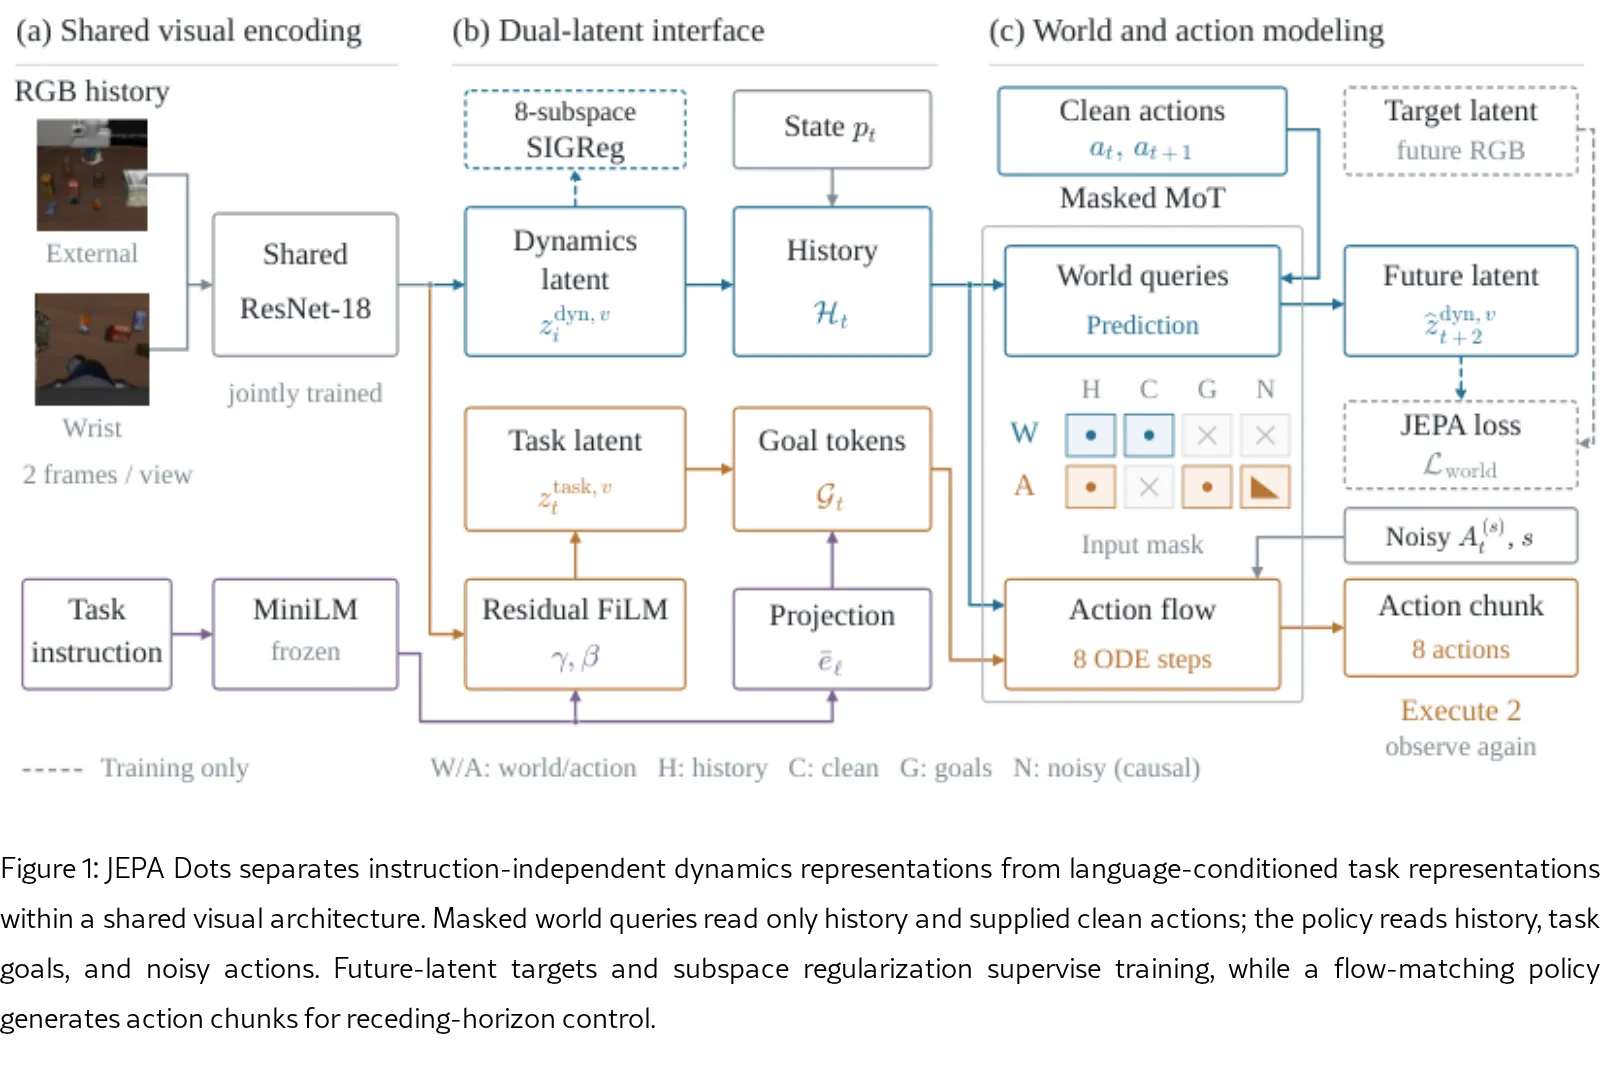 (a) Shared visual encoding
RGB history
External
Wrist
2 frames / view
Shared
ResNet-18
jointly trained
Task
instruction
MiniLM
frozen
(b) Dual-latent interface
8-subspace
SIGReg
State p_t
Dynamics
latent
z_i^{dyn, v}
History
ℋ_t
Task latent
z_t^{task, v}
Goal tokens
𝒢_t
Residual FiLM
γ, β
Projection
ē_ℓ
(c) World and action modeling
Clean actions
a_t, a_{t+1}
Target latent
future RGB
Masked MoT
World queries
Prediction
Future latent
ẑ_{t+2}^{dyn, v}
H C G N
W
A
Input mask
JEPA loss
ℒ_world
Noisy A_t^{(s)}, s
Action flow
8 ODE steps
Action chunk
8 actions
Execute 2
observe again
Training only
W/A: world/action H: history C: clean G: goals N: noisy (causal)
Figure 1: JEPA Dots separates instruction-independent dynamics representations from language-conditioned task representations
within a shared visual architecture. Masked world queries read only history and supplied clean actions; the policy reads history, task
goals, and noisy actions. Future-latent targets and subspace regularization supervise training, while a flow-matching policy
generates action chunks for receding-horizon control.